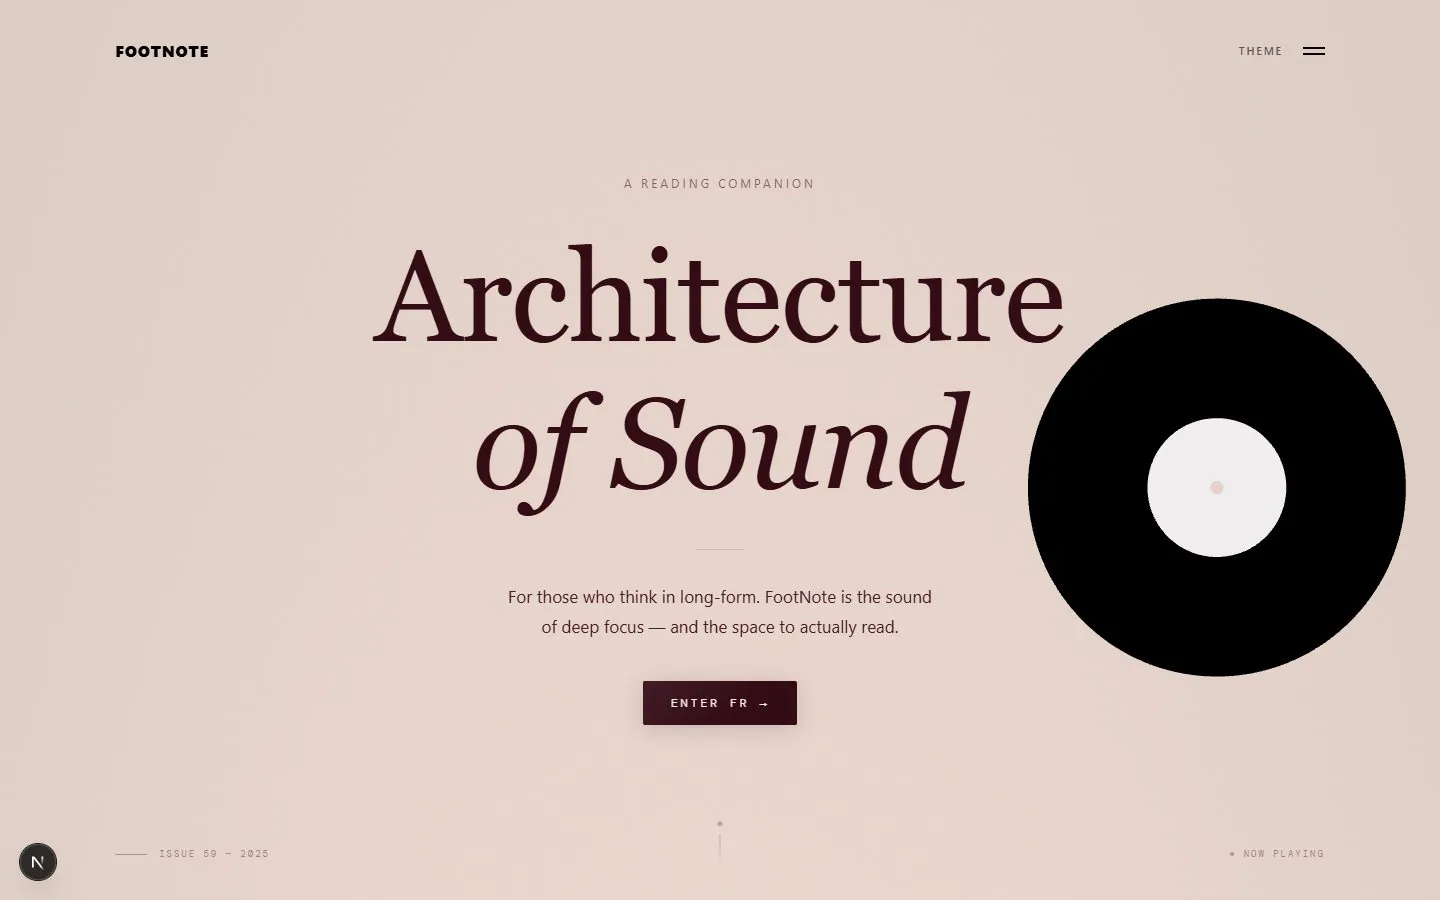 FOOTNOTE
THEME
A READING COMPANION
Architecture
of Sound
For those who think in long-form. FootNote is the sound
of deep focus — and the space to actually read.
ENTER FR →
ISSUE 59 — 2025
NOW PLAYING
N